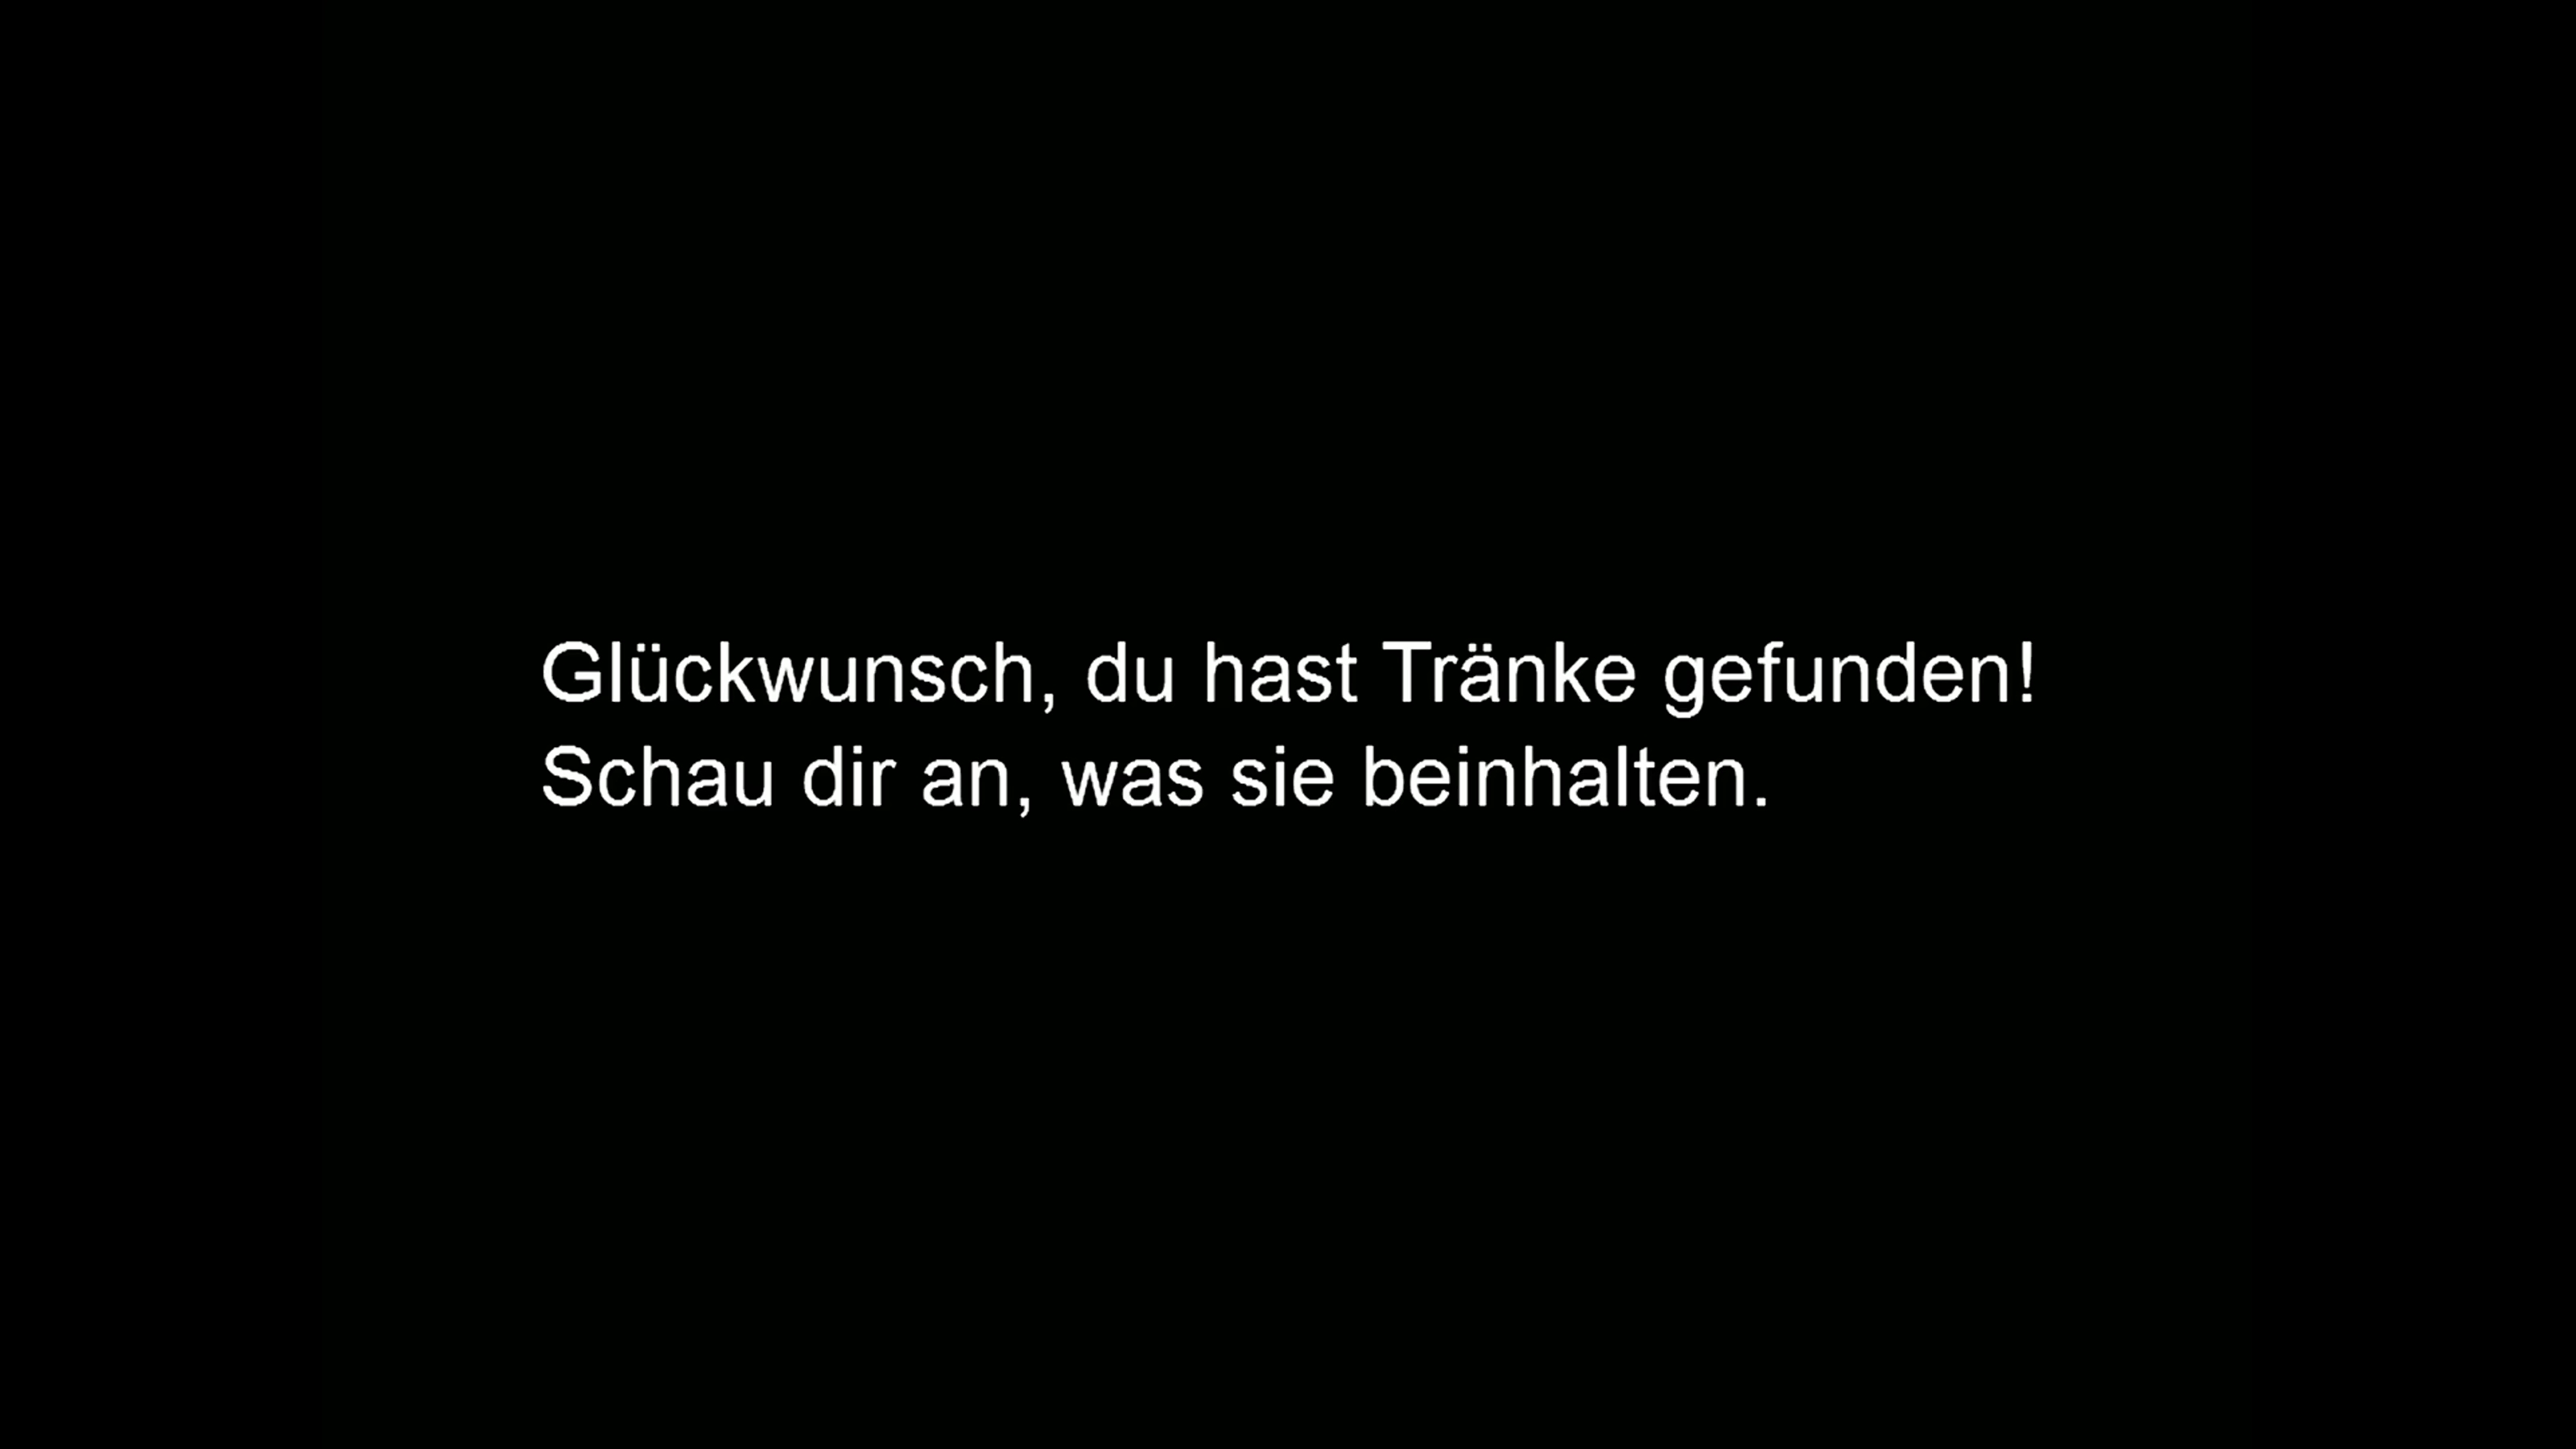 Glückwunsch, du hast Tränke gefunden!
Schau dir an, was sie beinhalten.